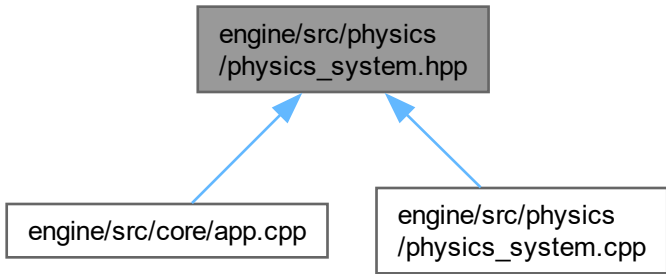 engine/src/physics
/physics_system.hpp
engine/src/core/app.cpp
engine/src/physics
/physics_system.cpp